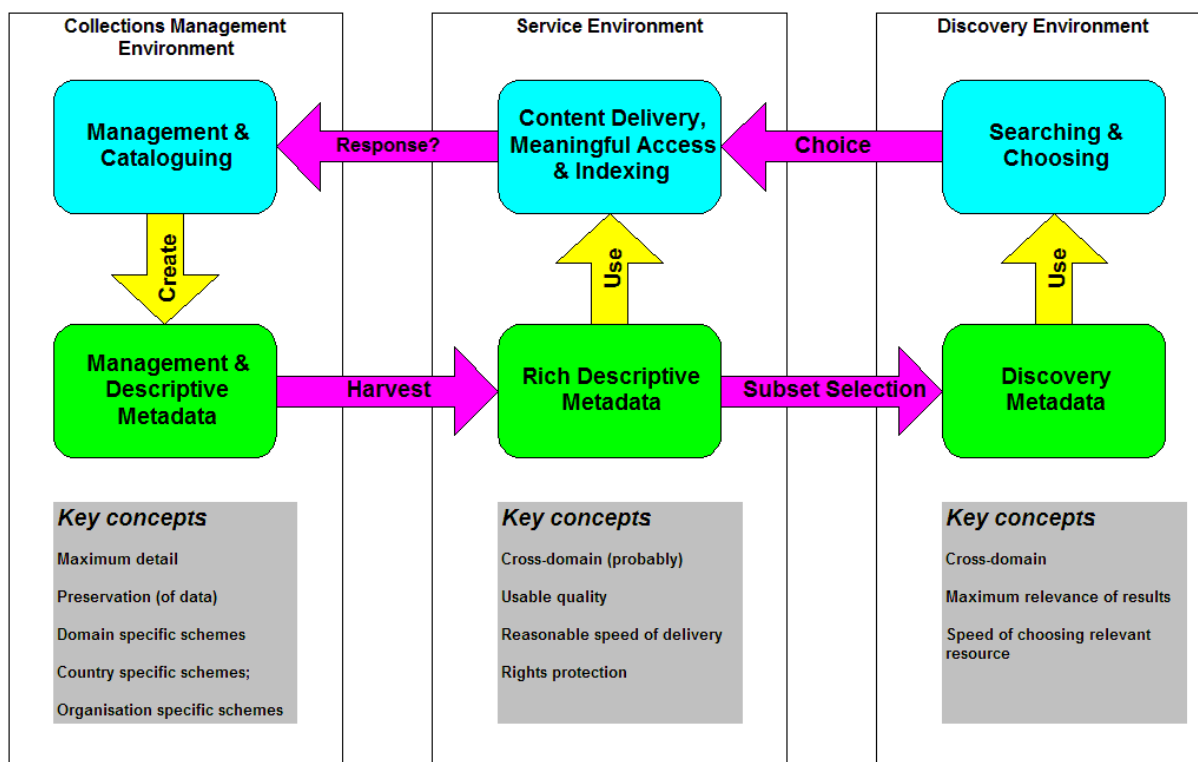 Collections Management
Environment
Service Environment
Discovery Environment
Management &
Cataloguing
Response?
Content Delivery,
Meaningful Access
& Indexing
Choice
Searching &
Choosing
Create
Use
Use
Management &
Descriptive
Metadata
Harvest
Rich Descriptive
Metadata
Subset Selection
Discovery
Metadata
Key concepts:
Maximum detail
Preservation (of data)
Domain specific schemes
Country specific schemes;
Organisation specific schemes
Key concepts:
Cross-domain (probably)
Usable quality
Reasonable speed of delivery
Rights protection
Key concepts:
Cross-domain
Maximum relevance of results
Speed of choosing relevant
resource